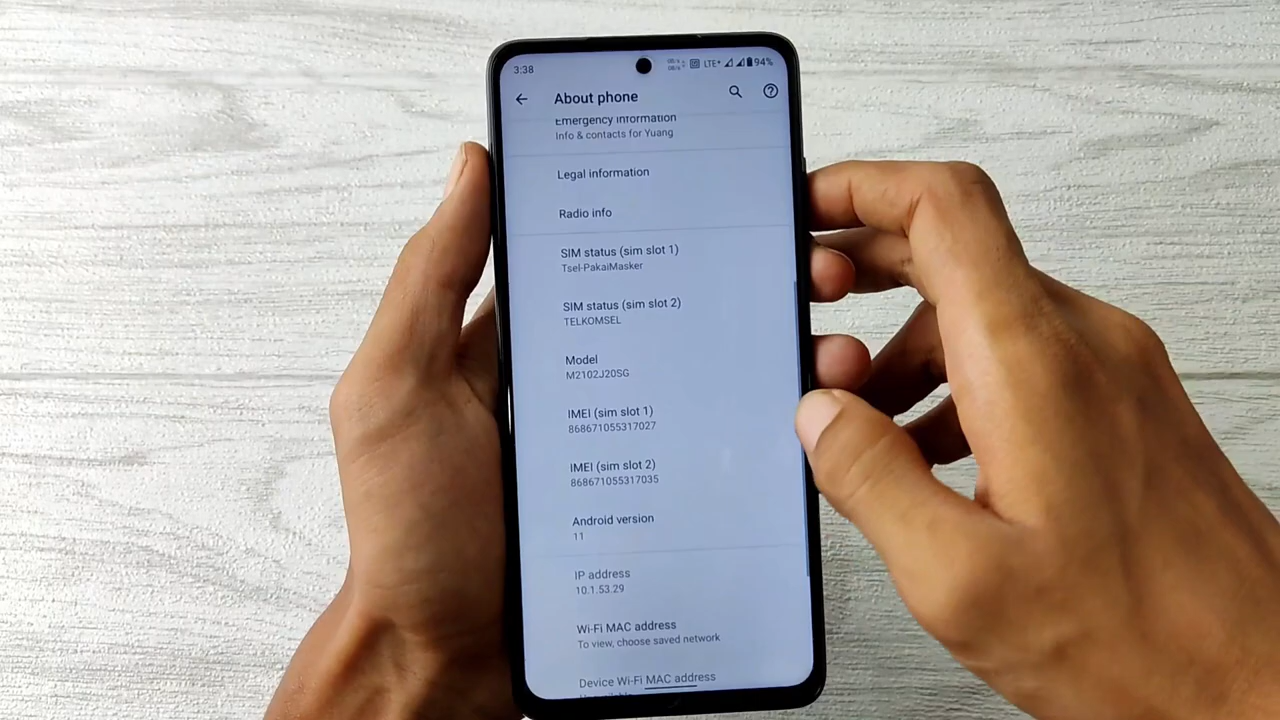 3:38
LTE+
94%
About phone
Emergency information
Info & contacts for Yuang
Legal information
Radio info
SIM status (sim slot 1)
Tsel-PakaiMasker
SIM status (sim slot 2)
TELKOMSEL
Model
M2102J20SG
IMEI (sim slot 1)
868671055317027
IMEI (sim slot 2)
868671055317035
Android version
11
IP address
10.1.53.29
Wi-Fi MAC address
To view, choose saved network
Device Wi-Fi MAC address